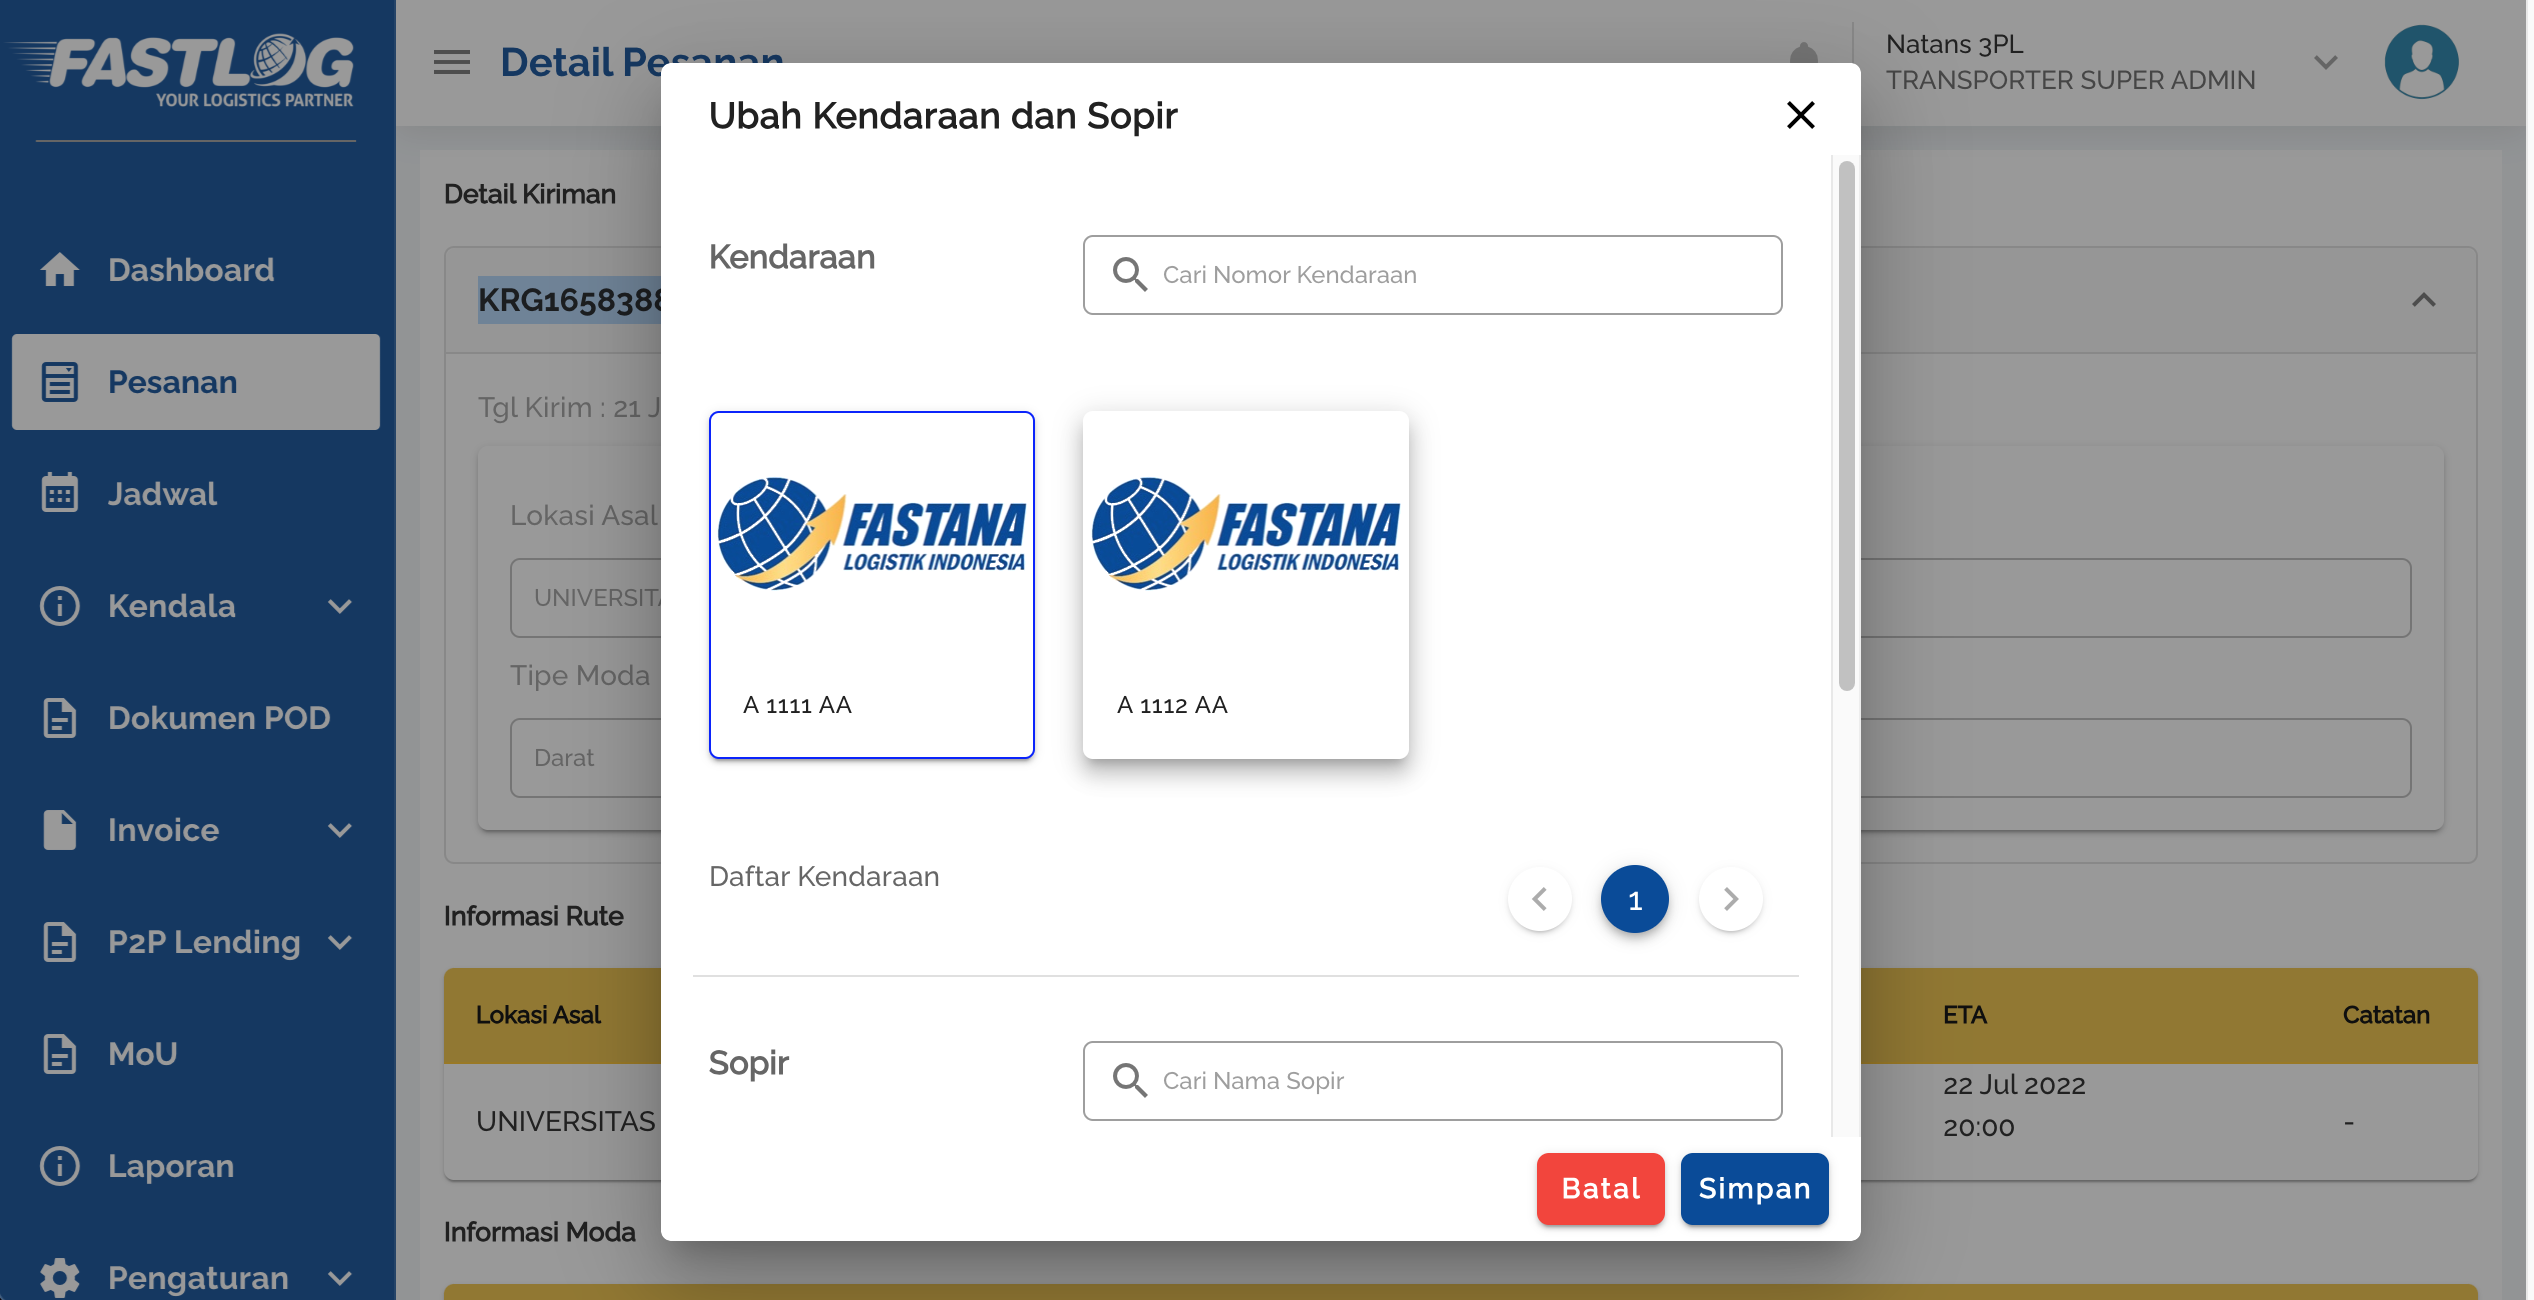 FASTLOG
YOUR LOGISTICS PARTNER
Dashboard
Pesanan
Jadwal
Kendala
Dokumen POD
Invoice
P2P Lending
MoU
Laporan
Pengaturan
Detail Pesanan
Natans 3PL
TRANSPORTER SUPER ADMIN
Detail Kiriman
KRG1658388
Tgl Kirim : 21 J
Lokasi Asal
UNIVERSITA
Tipe Moda
Darat
Informasi Rute
Lokasi Asal
ETA
Catatan
UNIVERSITAS
22 Jul 2022
20:00
-
Informasi Moda
Ubah Kendaraan dan Sopir
Kendaraan
Cari Nomor Kendaraan
FASTANA
LOGISTIK INDONESIA
A 1111 AA
FASTANA
LOGISTIK INDONESIA
A 1112 AA
Daftar Kendaraan
1
Sopir
Cari Nama Sopir
Batal
Simpan